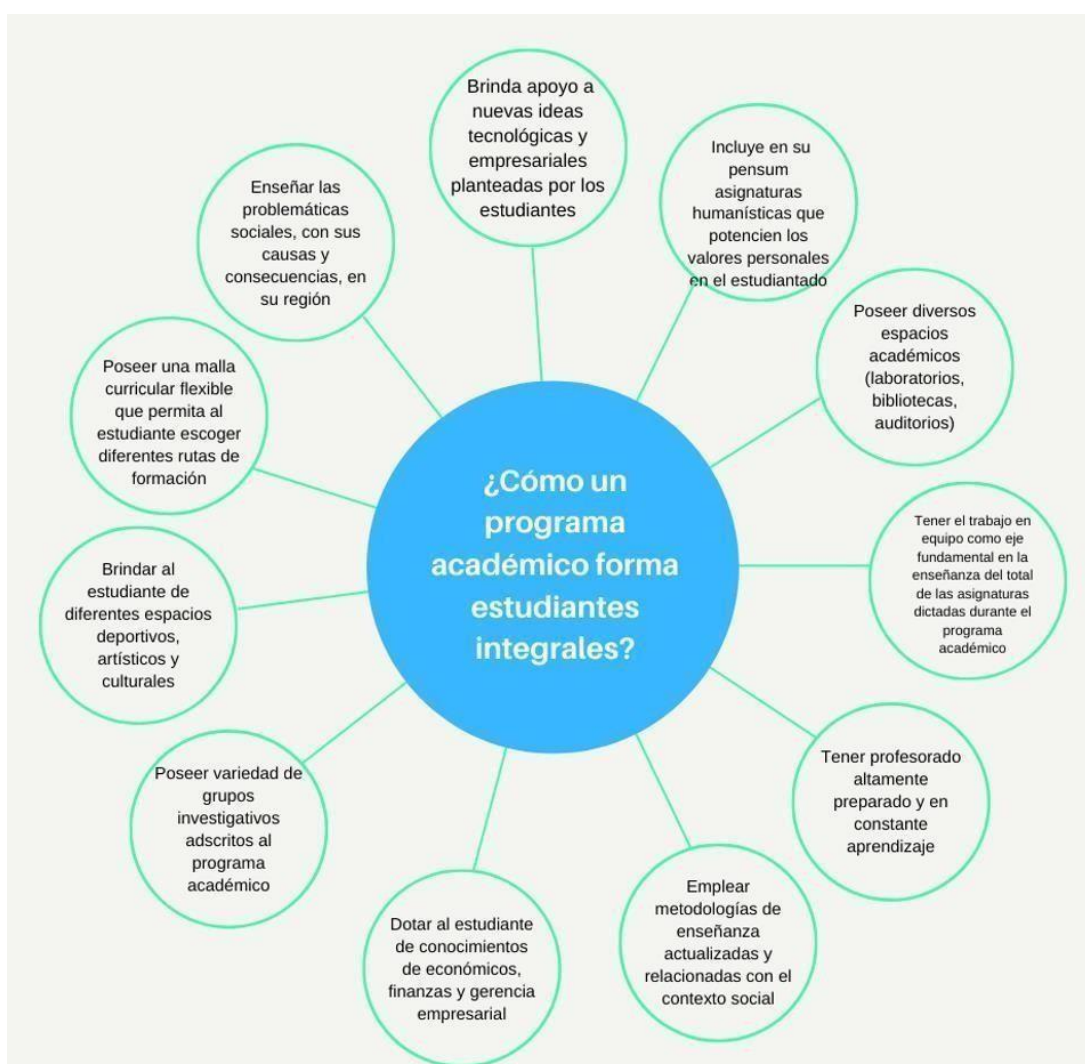 ¿Cómo un
programa
académico forma
estudiantes
integrales?
Brinda apoyo a
nuevas ideas
tecnológicas y
empresariales
planteadas por los
estudiantes
Incluye en su
pensum
asignaturas
humanísticas que
potencien los
valores personales
en el estudiantado
Poseer diversos
espacios
académicos
(laboratorios,
bibliotecas,
auditorios)
Tener el trabajo en
equipo como eje
fundamental en la
enseñanza del total
de las asignaturas
dictadas durante el
programa
académico
Tener profesorado
altamente
preparado y en
constante
aprendizaje
Emplear
metodologías de
enseñanza
actualizadas y
relacionadas con el
contexto social
Dotar al estudiante
de conocimientos
de económicos,
finanzas y gerencia
empresarial
Poseer variedad de
grupos
investigativos
adscritos al
programa
académico
Brindar al
estudiante de
diferentes espacios
deportivos,
artísticos y
culturales
Poseer una malla
curricular flexible
que permita al
estudiante escoger
diferentes rutas de
formación
Enseñar las
problemáticas
sociales, con sus
causas y
consecuencias, en
su región